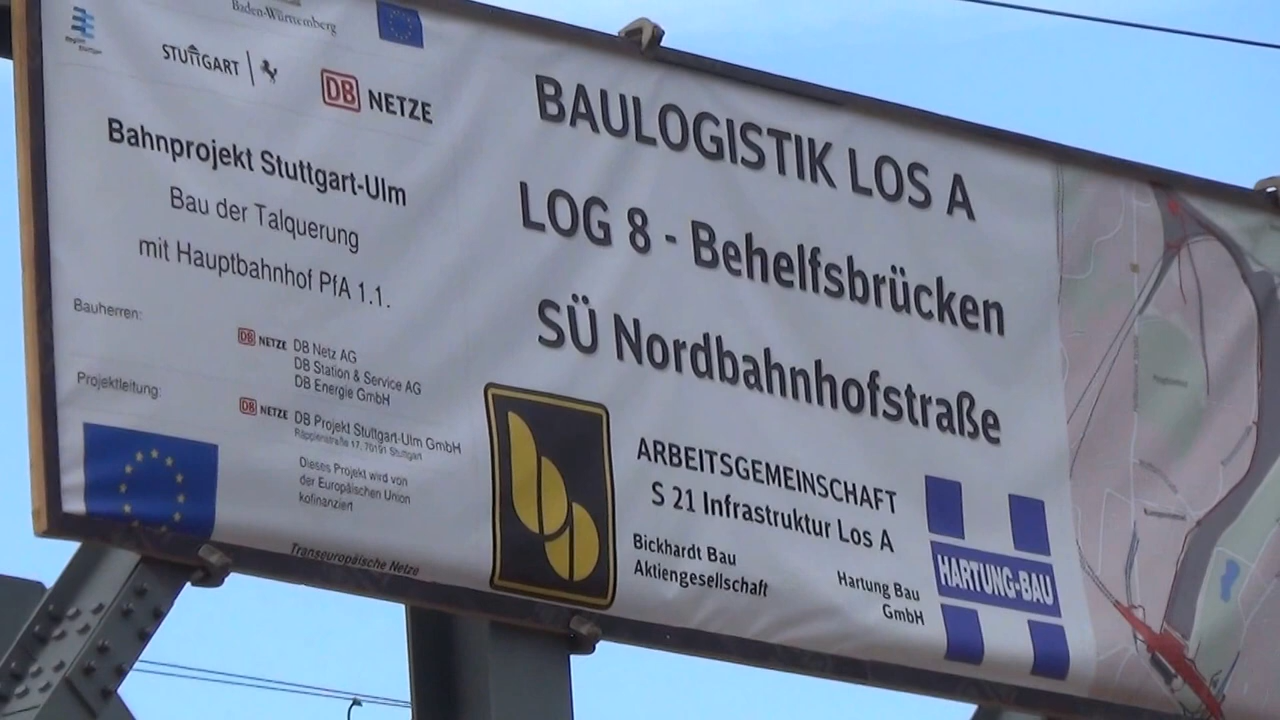 Baden-Württemberg
Region
Stuttgart
STUTTGART
DB NETZE
Bahnprojekt Stuttgart-Ulm
Bau der Talquerung
mit Hauptbahnhof PfA 1.1.
Bauherren:
DB NETZE DB Netz AG
DB Station & Service AG
DB Energie GmbH
Projektleitung:
DB NETZE DB Projekt Stuttgart-Ulm GmbH
Räpplenstraße 17, 70191 Stuttgart
Dieses Projekt wird von
der Europäischen Union
kofinanziert
Transeuropäische Netze
BAULOGISTIK LOS A
LOG 8 - Behelfsbrücken
SÜ Nordbahnhofstraße
ARBEITSGEMEINSCHAFT
S 21 Infrastruktur Los A
Bickhardt Bau
Aktiengesellschaft
Hartung Bau
GmbH
HARTUNG-BAU